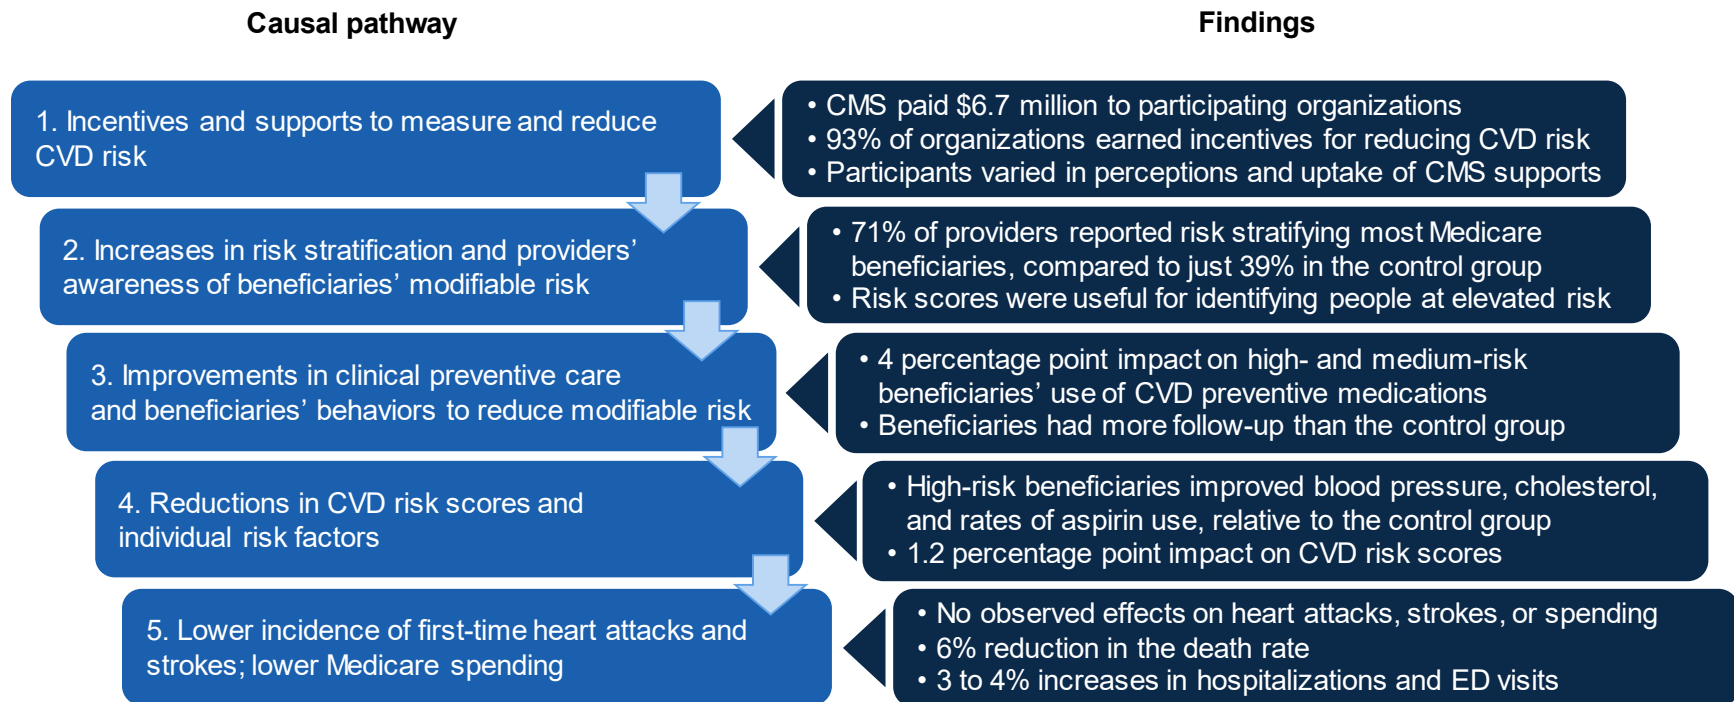 Causal pathway
Findings
1. Incentives and supports to measure and reduce
CVD risk
• CMS paid $6.7 million to participating organizations
• 93% of organizations earned incentives for reducing CVD risk
• Participants varied in perceptions and uptake of CMS supports
2. Increases in risk stratification and providers’
awareness of beneficiaries’ modifiable risk
• 71% of providers reported risk stratifying most Medicare
beneficiaries, compared to just 39% in the control group
• Risk scores were useful for identifying people at elevated risk
3. Improvements in clinical preventive care
and beneficiaries’ behaviors to reduce modifiable risk
• 4 percentage point impact on high- and medium-risk
beneficiaries’ use of CVD preventive medications
• Beneficiaries had more follow-up than the control group
4. Reductions in CVD risk scores and
individual risk factors
• High-risk beneficiaries improved blood pressure, cholesterol,
and rates of aspirin use, relative to the control group
• 1.2 percentage point impact on CVD risk scores
5. Lower incidence of first-time heart attacks and
strokes; lower Medicare spending
• No observed effects on heart attacks, strokes, or spending
• 6% reduction in the death rate
• 3 to 4% increases in hospitalizations and ED visits